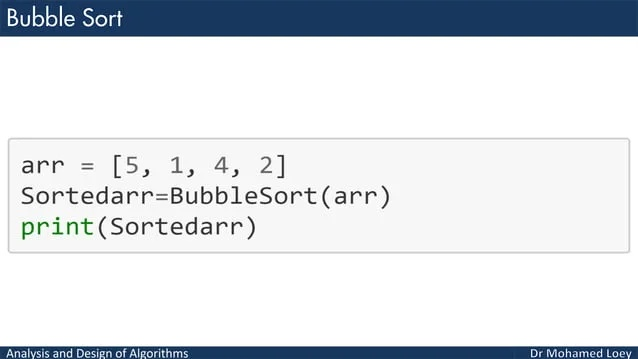 Bubble Sort
arr = [5, 1, 4, 2]
Sortedarr=BubbleSort(arr)
print(Sortedarr)
Analysis and Design of Algorithms
Dr Mohamed Loey